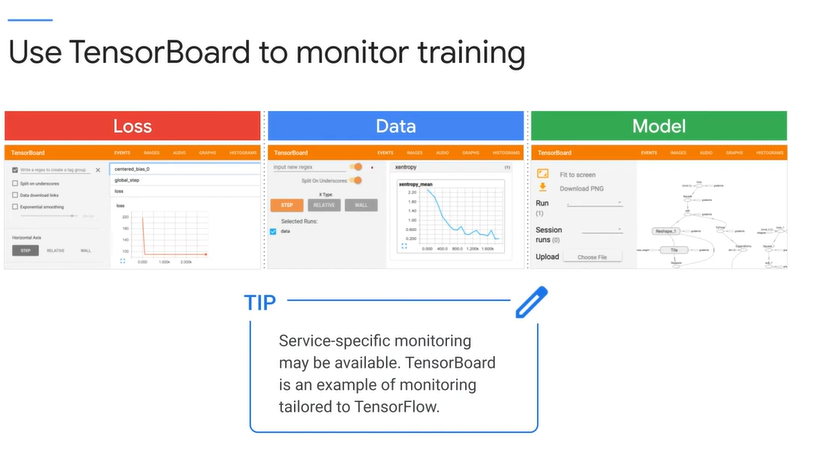 Use TensorBoard to monitor training
Loss
TensorBoard
EVENTS IMAGES AUDIO GRAPHS HISTOGRAMS
Write a regex to create a tag group
Split on underscores
Data download links
Exponential smoothing
Horizontal Axis
STEP RELATIVE WALL
centered_bias_0
global_step
loss
loss
200
180
140
100
0.000 1.000k 2.000k
Data
TensorBoard
EVENTS IMAGES AUDIO GRAPHS HISTOGRAMS
input new regex
Split On Underscores
X Type
STEP RELATIVE WALL
Selected Runs:
data
xentropy
(1)
xentropy_mean
2.20
1.80
1.40
1.00
0.60
0.20
0.000 400.0 800.0 1.200k 1.600k
Model
TensorBoard
EVENTS IMAGES AUDIO GRAPHS HISTOGRAMS
Fit to screen
Download PNG
Run
(1)
Session
runs (0)
Upload Choose File
Reshape_1
Tile
TIP
Service-specific monitoring
may be available. TensorBoard
is an example of monitoring
tailored to TensorFlow.